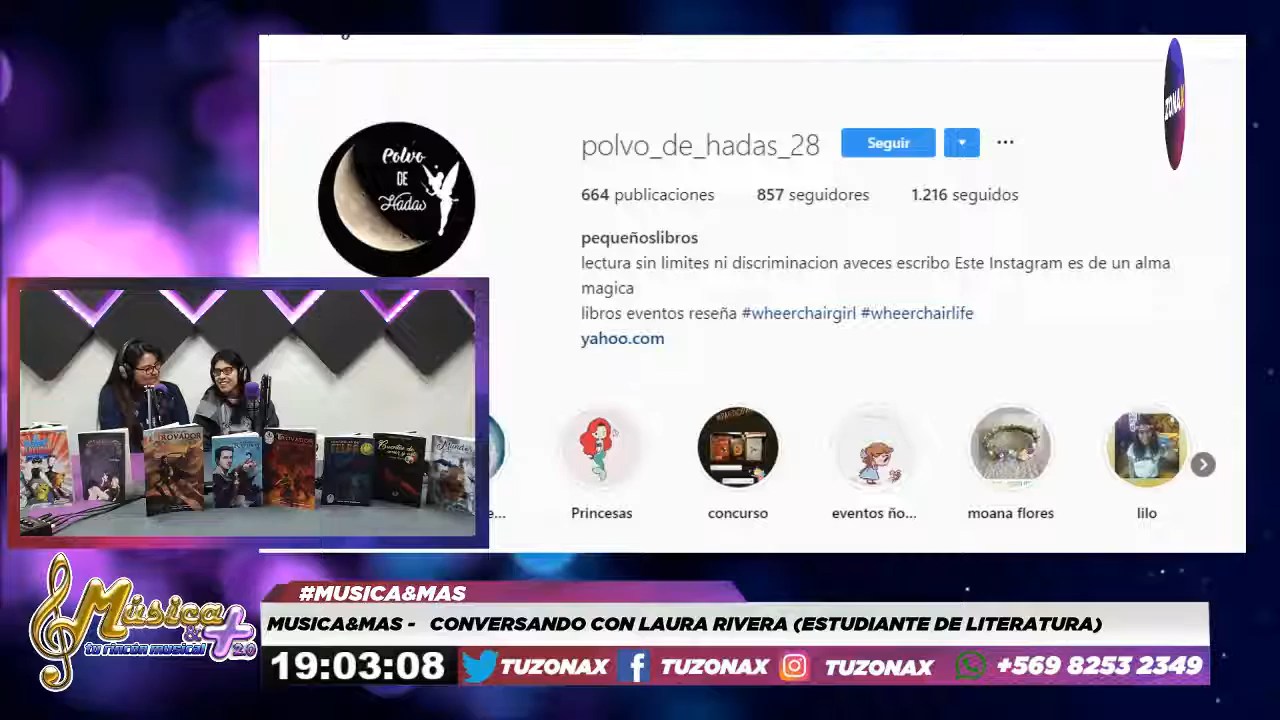 polvo_de_hadas_28
Seguir
664 publicaciones 857 seguidores 1.216 seguidos
pequeñoslibros
lectura sin limites ni discriminacion aveces escribo Este Instagram es de un alma
magica
libros eventos reseña #wheerchairgirl #wheerchairlife
yahoo.com
Polvo
DE
Hadas
ZONAX
Princesas
concurso
eventos ño...
moana flores
lilo
TROVADOR
#MUSICA&MAS
MUSICA&MAS - CONVERSANDO CON LAURA RIVERA (ESTUDIANTE DE LITERATURA)
Música
& + 2.0
tu rincón musical
19:03:08 TUZONAX TUZONAX TUZONAX +569 8253 2349